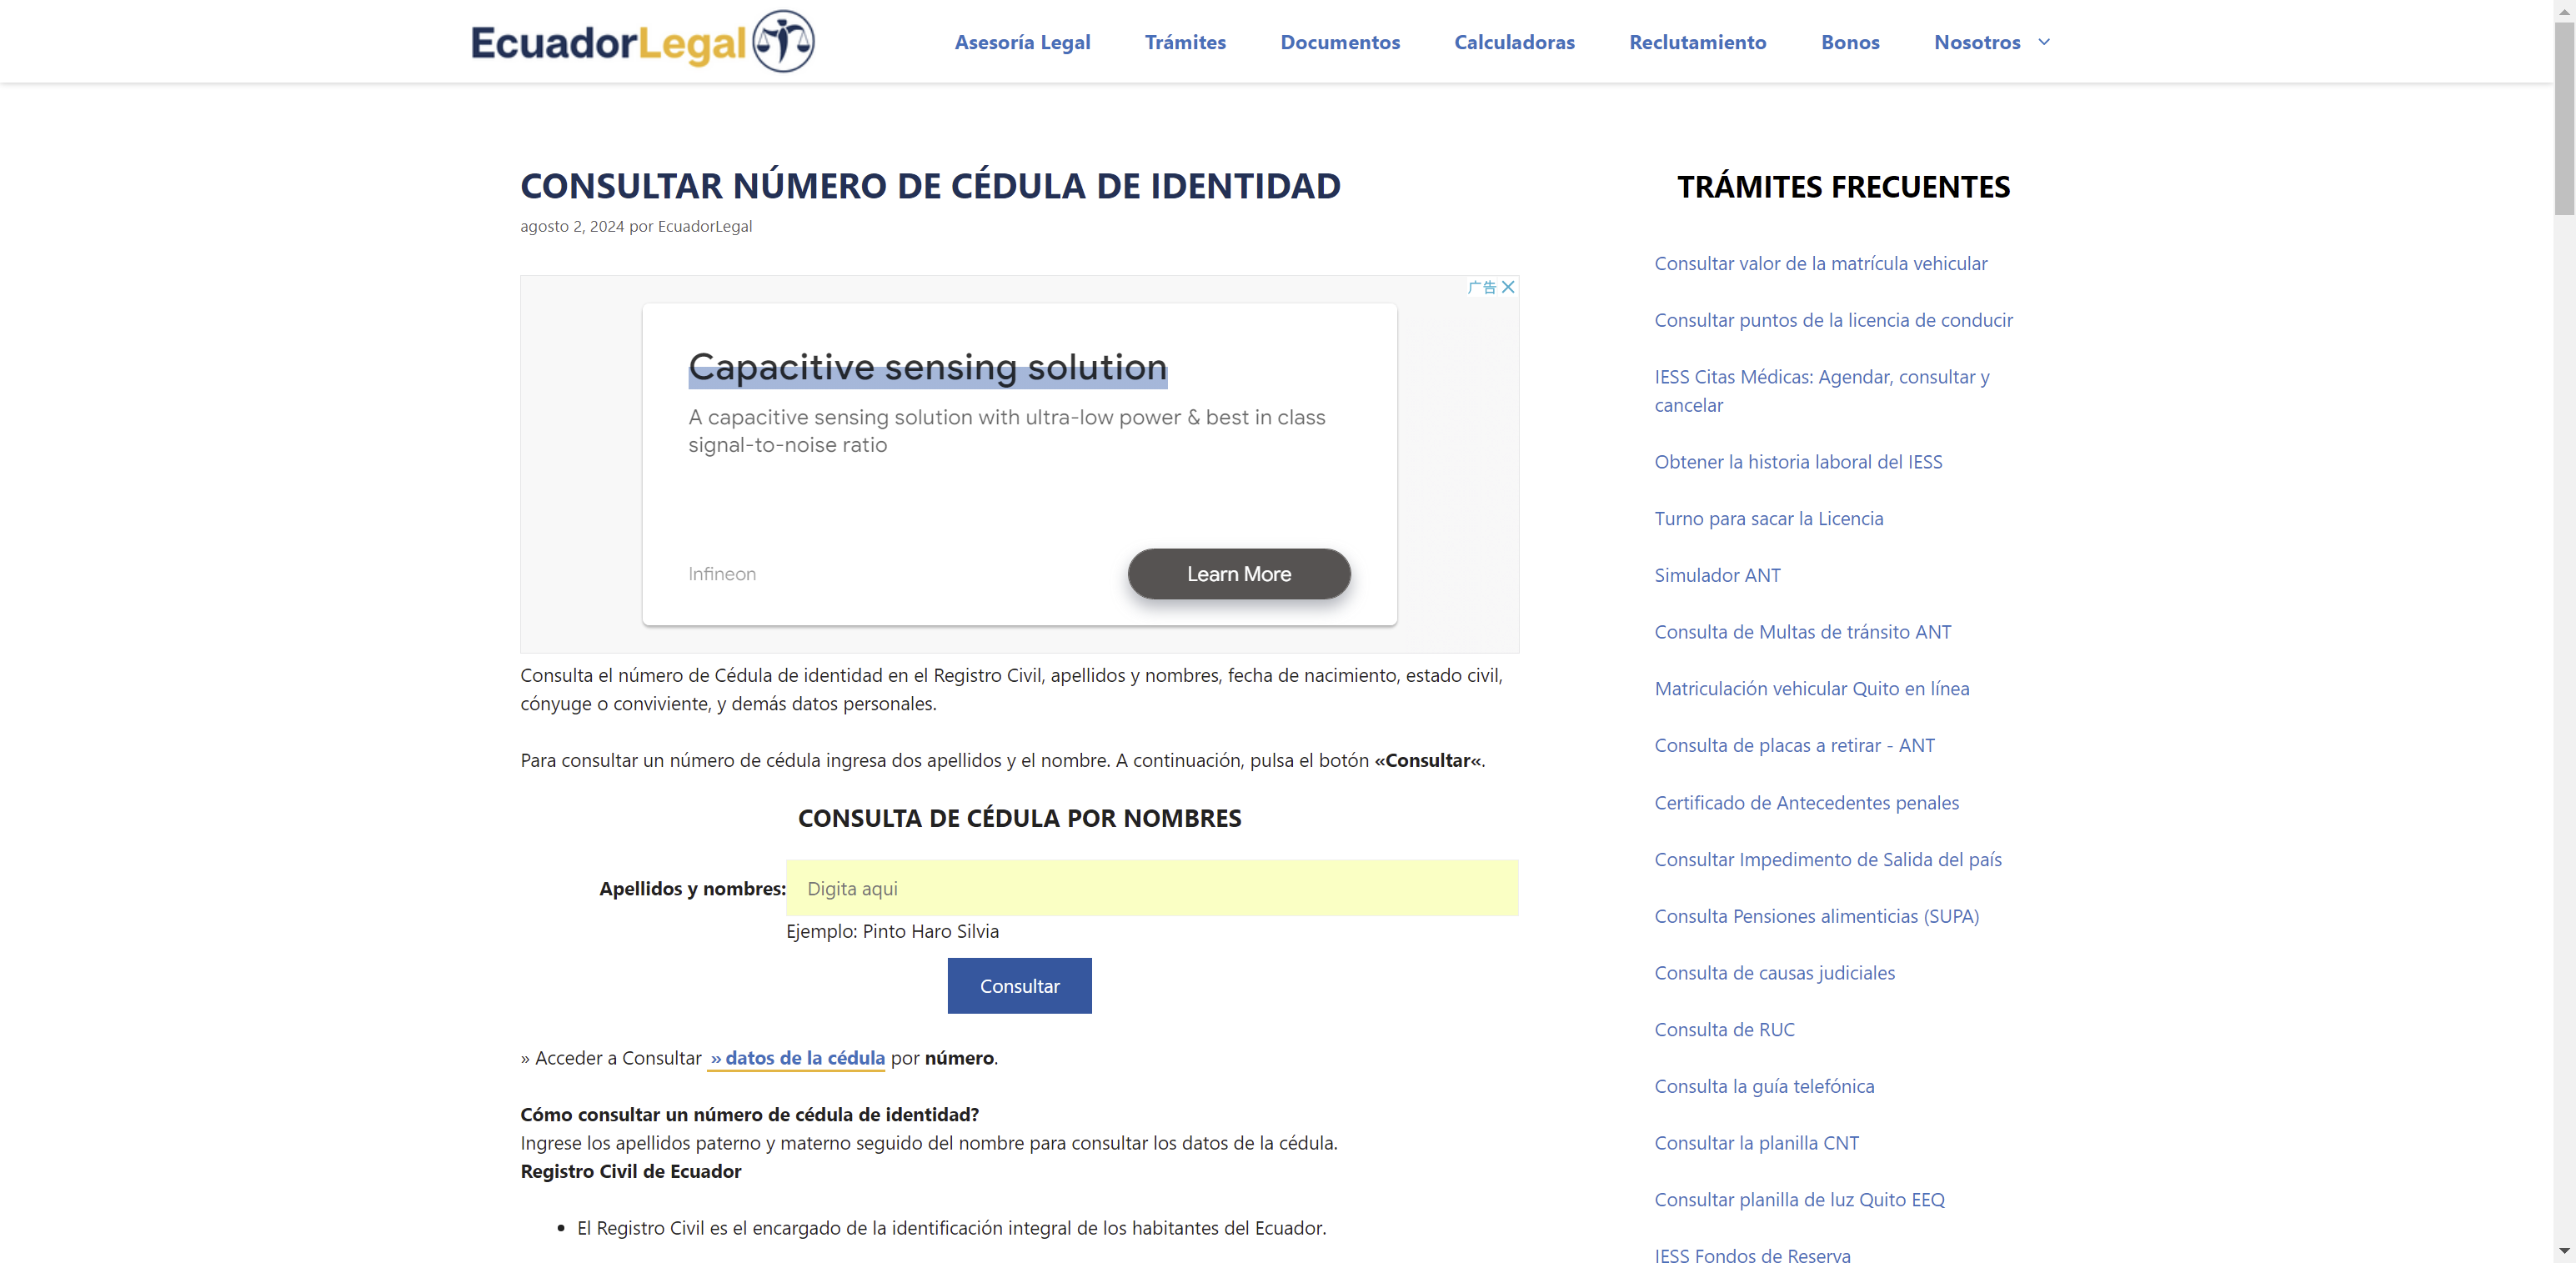 EcuadorLegal
Asesoría Legal
Trámites
Documentos
Calculadoras
Reclutamiento
Bonos
Nosotros
CONSULTAR NÚMERO DE CÉDULA DE IDENTIDAD
agosto 2, 2024 por EcuadorLegal
广告
Capacitive sensing solution
A capacitive sensing solution with ultra-low power & best in class
signal-to-noise ratio
Infineon
Learn More
Consulta el número de Cédula de identidad en el Registro Civil, apellidos y nombres, fecha de nacimiento, estado civil,
cónyuge o conviviente, y demás datos personales.
Para consultar un número de cédula ingresa dos apellidos y el nombre. A continuación, pulsa el botón «Consultar«.
CONSULTA DE CÉDULA POR NOMBRES
Apellidos y nombres:
Digita aqui
Ejemplo: Pinto Haro Silvia
Consultar
» Acceder a Consultar » datos de la cédula por número.
Cómo consultar un número de cédula de identidad?
Ingrese los apellidos paterno y materno seguido del nombre para consultar los datos de la cédula.
Registro Civil de Ecuador
• El Registro Civil es el encargado de la identificación integral de los habitantes del Ecuador.
TRÁMITES FRECUENTES
Consultar valor de la matrícula vehicular
Consultar puntos de la licencia de conducir
IESS Citas Médicas: Agendar, consultar y
cancelar
Obtener la historia laboral del IESS
Turno para sacar la Licencia
Simulador ANT
Consulta de Multas de tránsito ANT
Matriculación vehicular Quito en línea
Consulta de placas a retirar - ANT
Certificado de Antecedentes penales
Consultar Impedimento de Salida del país
Consulta Pensiones alimenticias (SUPA)
Consulta de causas judiciales
Consulta de RUC
Consulta la guía telefónica
Consultar la planilla CNT
Consultar planilla de luz Quito EEQ
IESS Fondos de Reserva